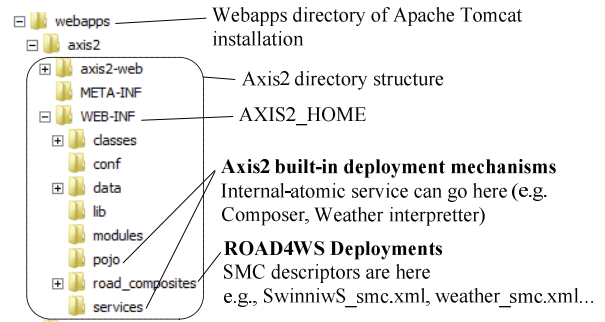 webapps
Webapps directory of Apache Tomcat
installation
axis2
axis2-web
Axis2 directory structure
META-INF
WEB-INF
AXIS2_HOME
classes
conf
Axis2 built-in deployment mechanisms
data
Internal-atomic service can go here (e.g.
lib
Composer, Weather interpretter)
modules
pojo
ROAD4WS Deployments
road_composites
SMC descriptors are here
services
e.g., SwinniwS_smc.xml, weather_smc.xml...